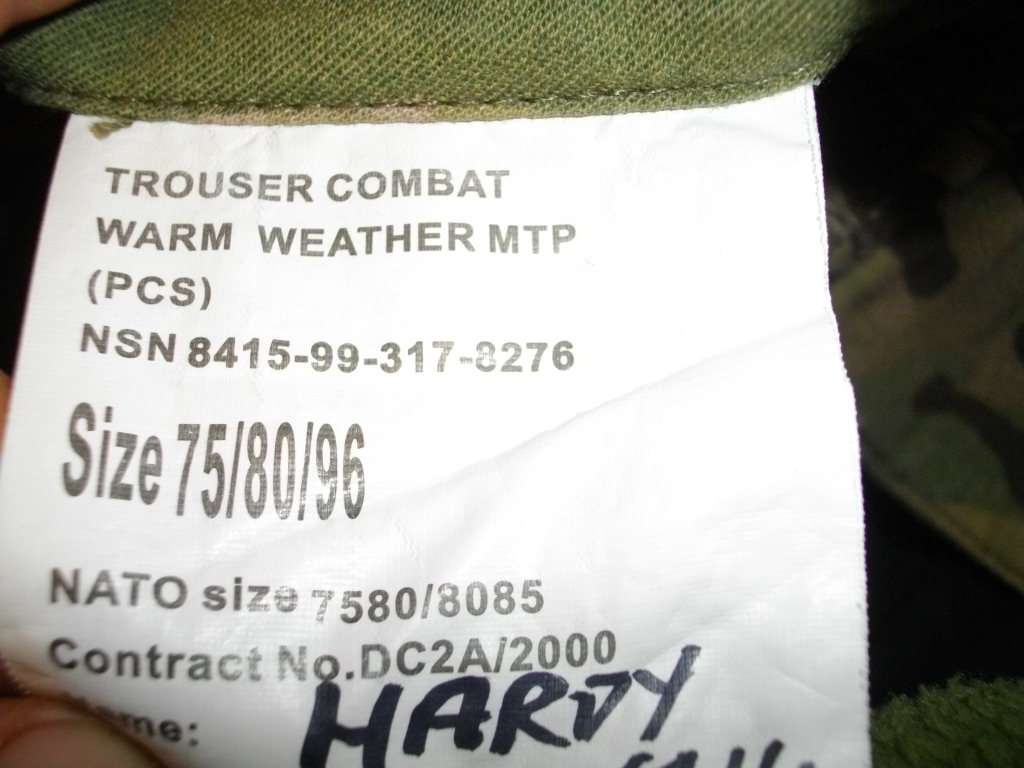 TROUSER COMBAT
WARM WEATHER MTP
(PCS)
NSN 8415-99-317-8276
Size 75/80/96
NATO size 7580/8085
Contract No.DC2A/2000
HARDY